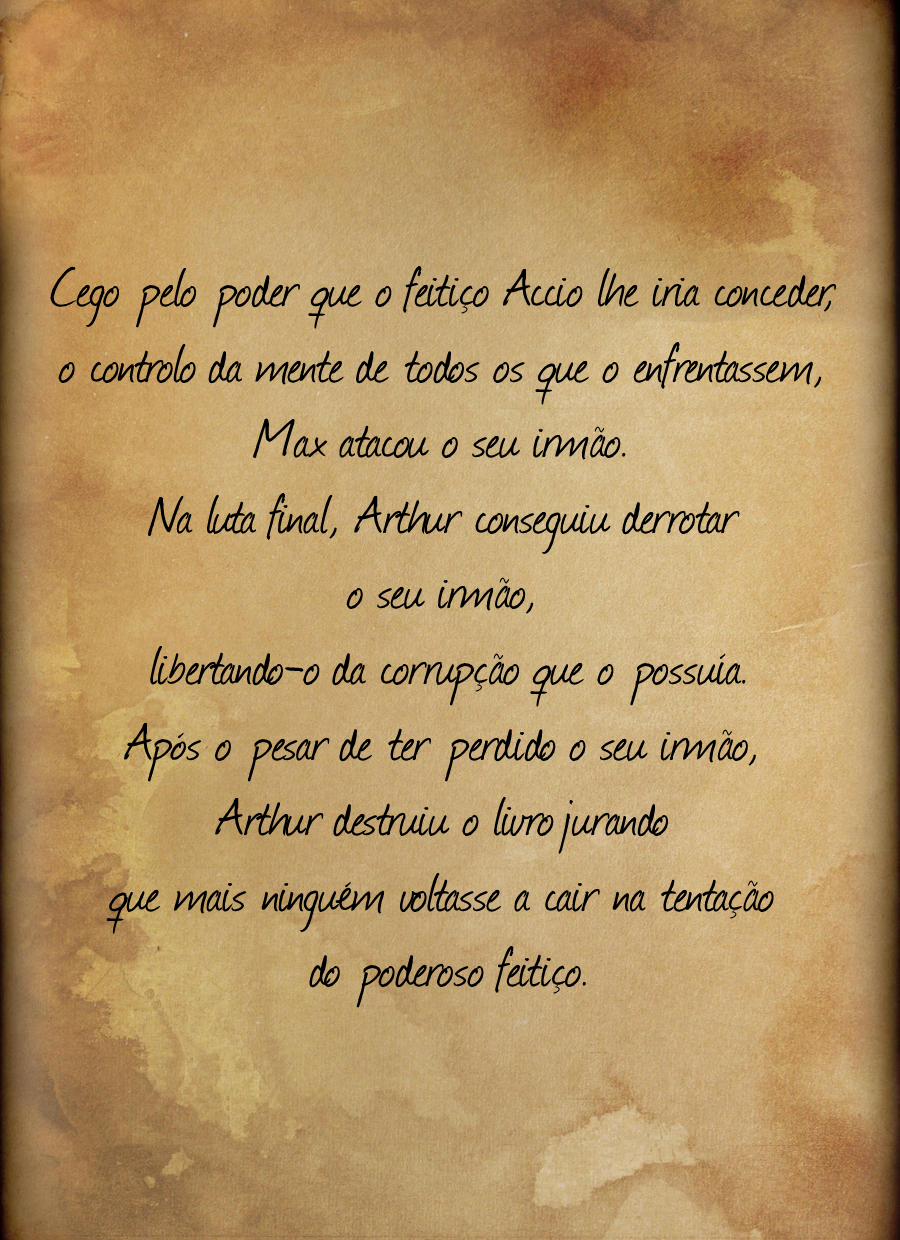 Cego pelo poder que o feitiço Accio lhe iria conceder,
o controlo da mente de todos os que o enfrentassem,
Max atacou o seu irmão.
Na luta final, Arthur conseguiu derrotar
o seu irmão,
libertando-o da corrupção que o possuía.
Após o pesar de ter perdido o seu irmão,
Arthur destruiu o livro jurando
que mais ninguém voltasse a cair na tentação
do poderoso feitiço.